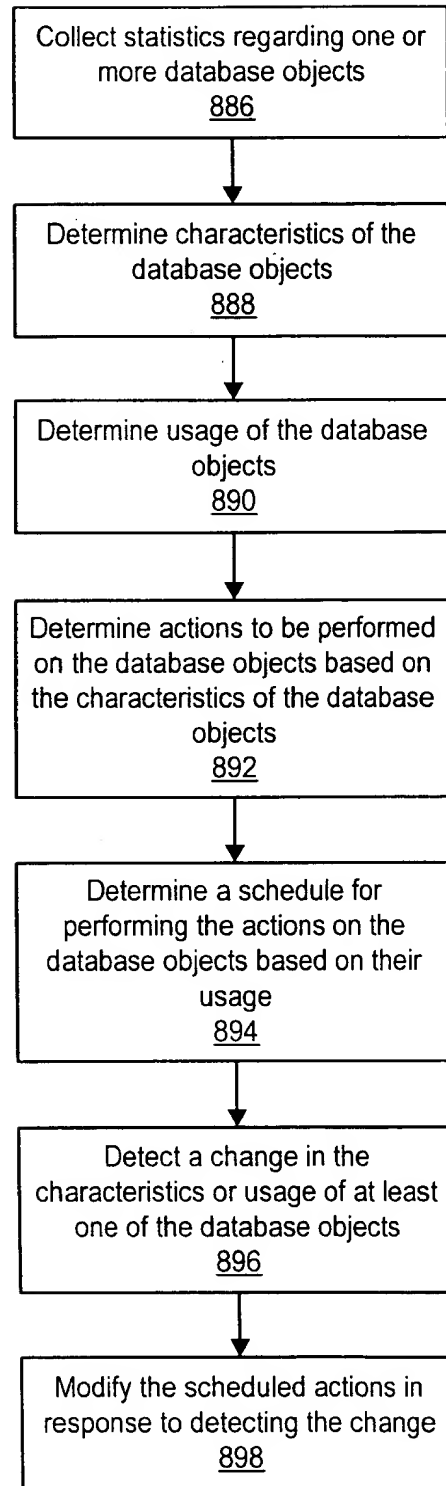 Collect statistics regarding one or
more database objects
886
Determine characteristics of the
database objects
888
Determine usage of the database
objects
890
Determine actions to be performed
on the database objects based on
the characteristics of the database
objects
892
Determine a schedule for
performing the actions on the
database objects based on their
usage
894
Detect a change in the
characteristics or usage of at least
one of the database objects
896
Modify the scheduled actions in
response to detecting the change
898